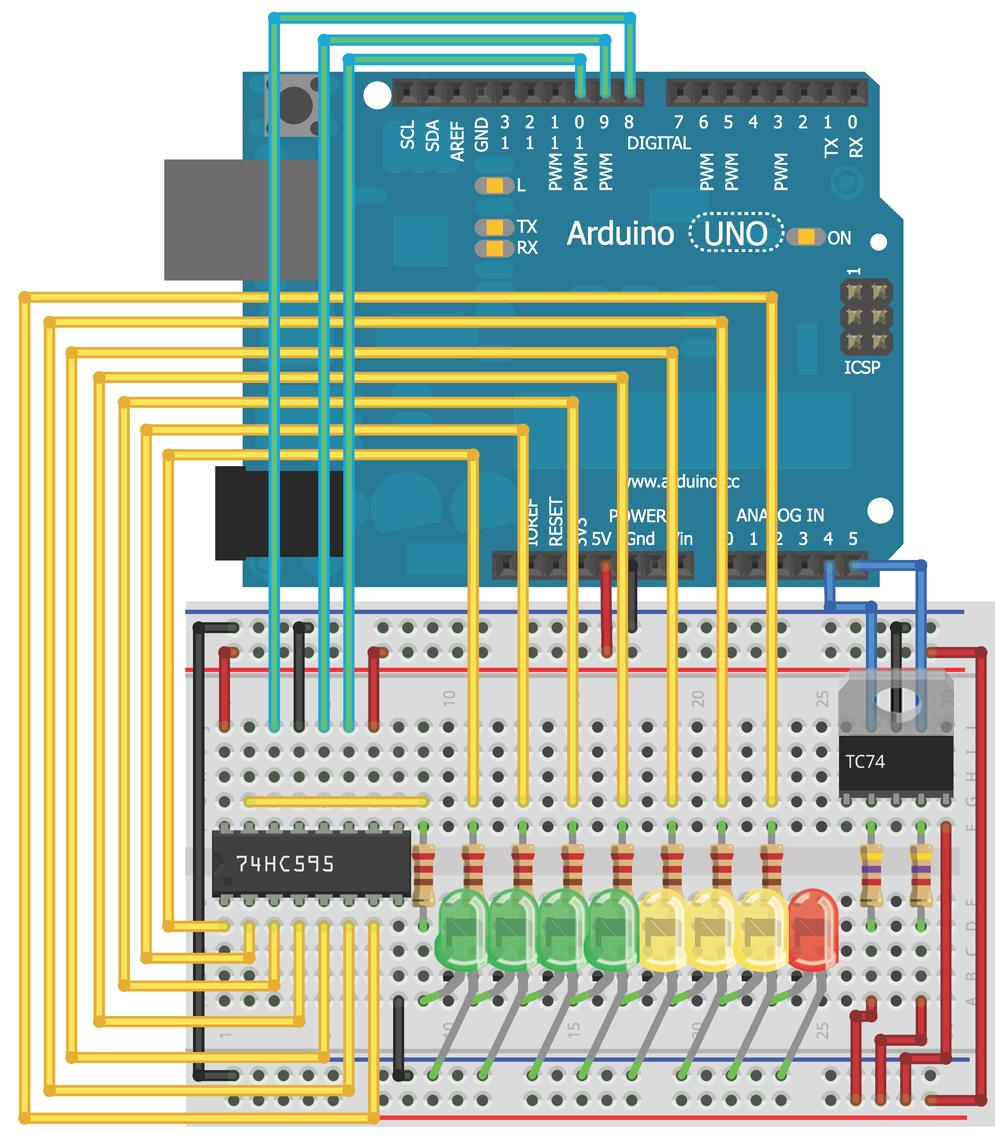 SCL
SDA
AREF
GND
3 2 1 0 9 8
1 1 1 1
DIGITAL
PWM PWM PWM
7 6 5 4 3 2 1 0
PWM PWM PWM
TX
RX
L
TX
RX
Arduino UNO
ON
1
ICSP
www.arduino.cc
IOREF
RESET
3V3
POWER
5V Gnd Vin
ANALOG IN
0 1 2 3 4 5
10
20
25
30
TC74
J
I
H
G
F
74HC595
E
D
C
B
A
1
10
15
20
25